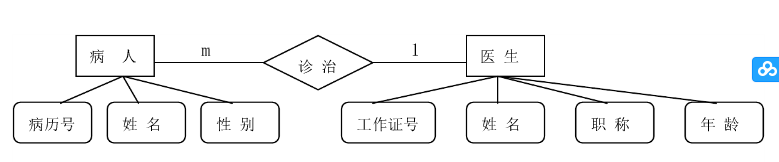 病 人
m
诊 治
1
医 生
病历号
姓 名
性 别
工作证号
姓 名
职 称
年 龄